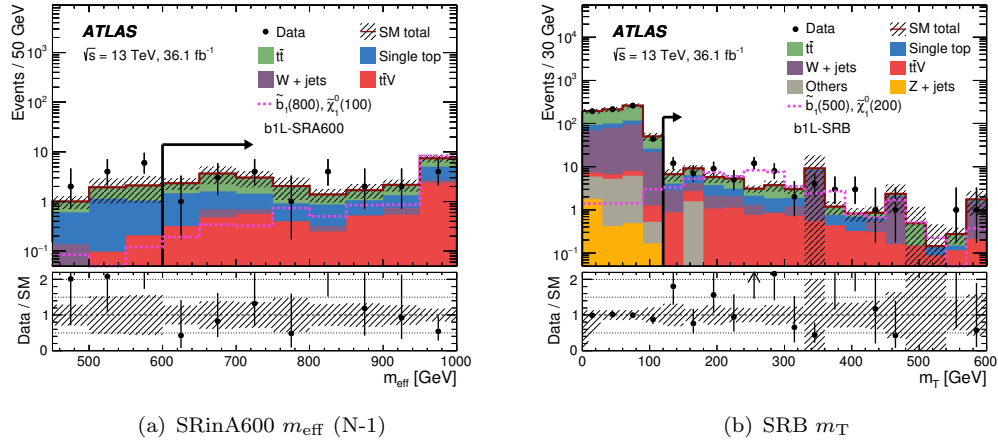 ATLAS
√s = 13 TeV, 36.1 fb⁻¹
Data
SM total
tt̄
Single top
W + jets
tt̄V
b̃₁(800), χ̃₁⁰(100)
b1L-SRA600
Events / 50 GeV
10³
10²
10
1
10⁻¹
Data / SM
2
1
0
500 600 700 800 900 1000
m_eff [GeV]
(a) SRinA600 m_eff (N-1)
ATLAS
√s = 13 TeV, 36.1 fb⁻¹
Data
SM total
tt̄
Single top
W + jets
tt̄V
Others
Z + jets
b̃₁(500), χ̃₁⁰(200)
b1L-SRB
Events / 30 GeV
10⁴
10³
10²
10
1
10⁻¹
Data / SM
2
1
0
0 100 200 300 400 500 600
m_T [GeV]
(b) SRB m_T